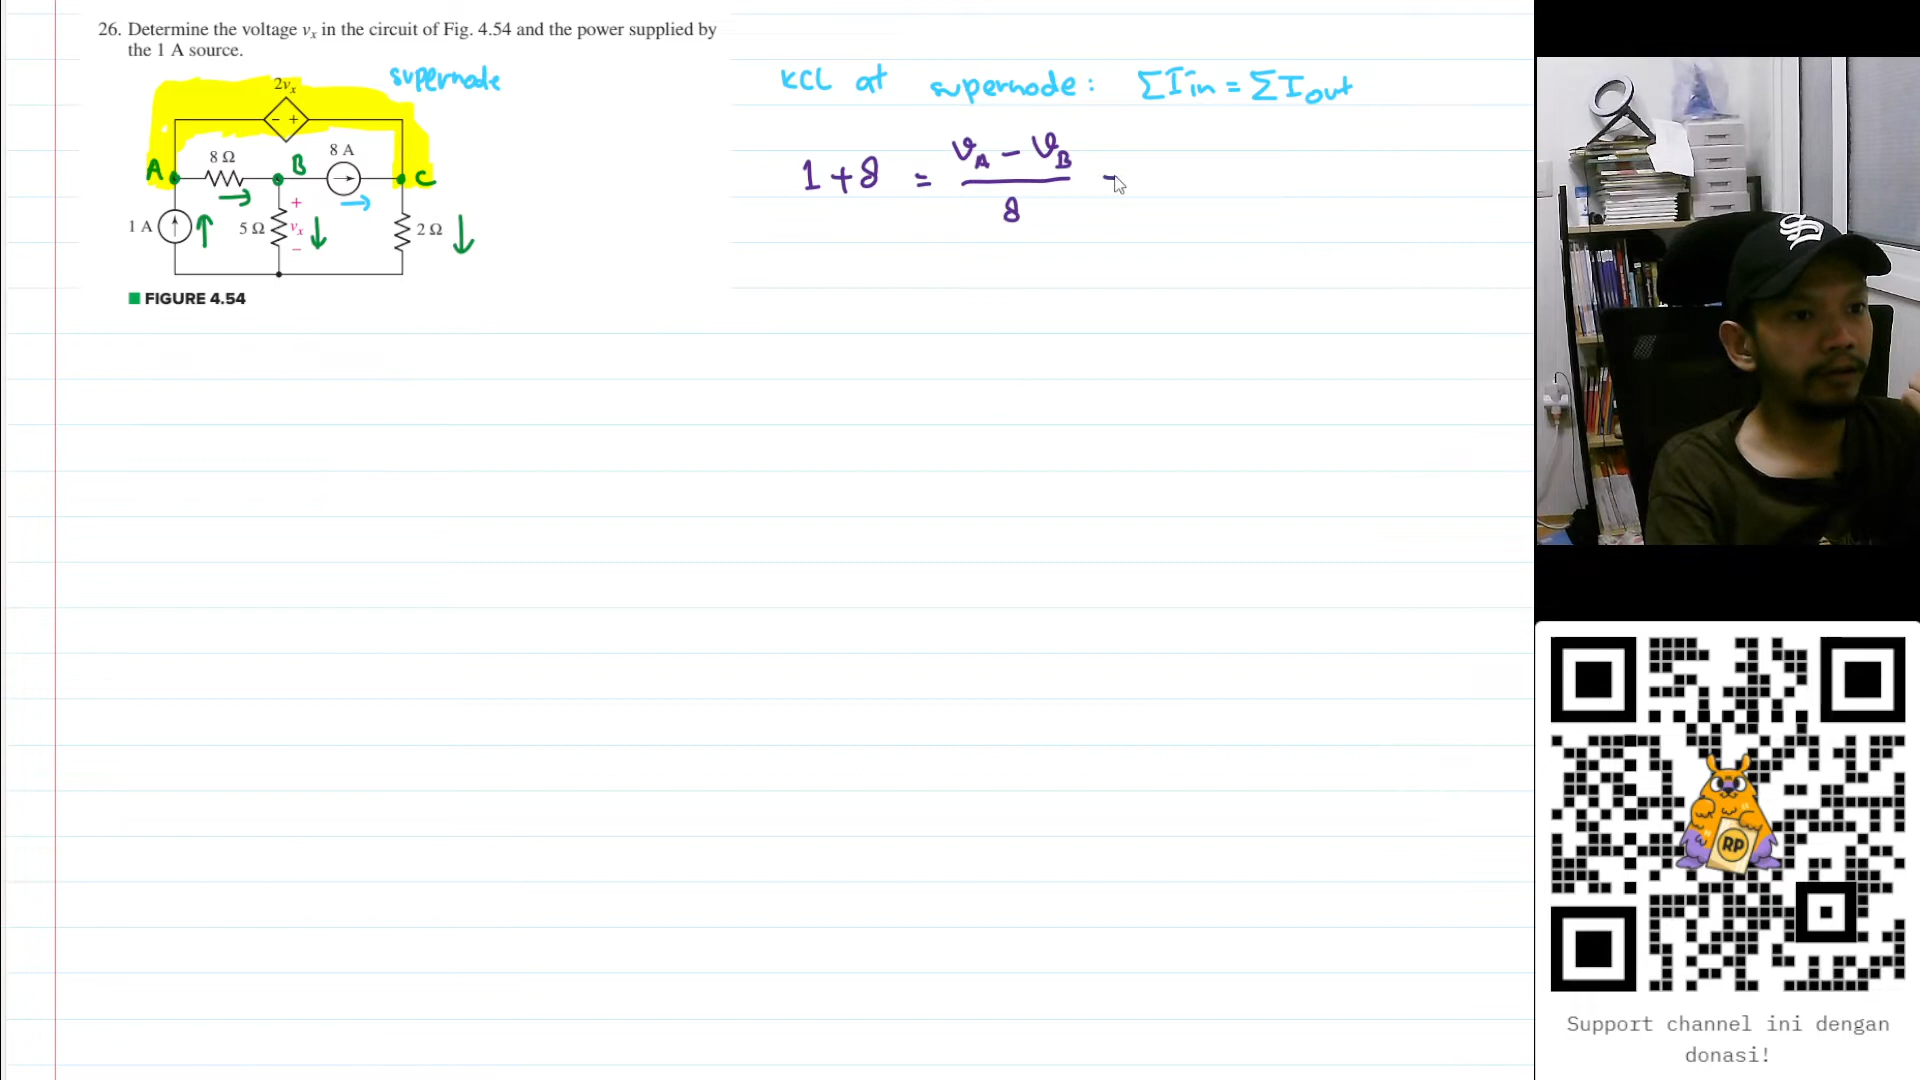 26. Determine the voltage vₓ in the circuit of Fig. 4.54 and the power supplied by
the 1 A source.
supernode
2vₓ
− +
A
8 Ω
B
8 A
C
1 A
5 Ω
+
vₓ
−
2 Ω
FIGURE 4.54
KCL at supernode: ΣIin = ΣIout
1+8 = (v_A − v_B)/8
S
RP
Support channel ini dengan
donasi!